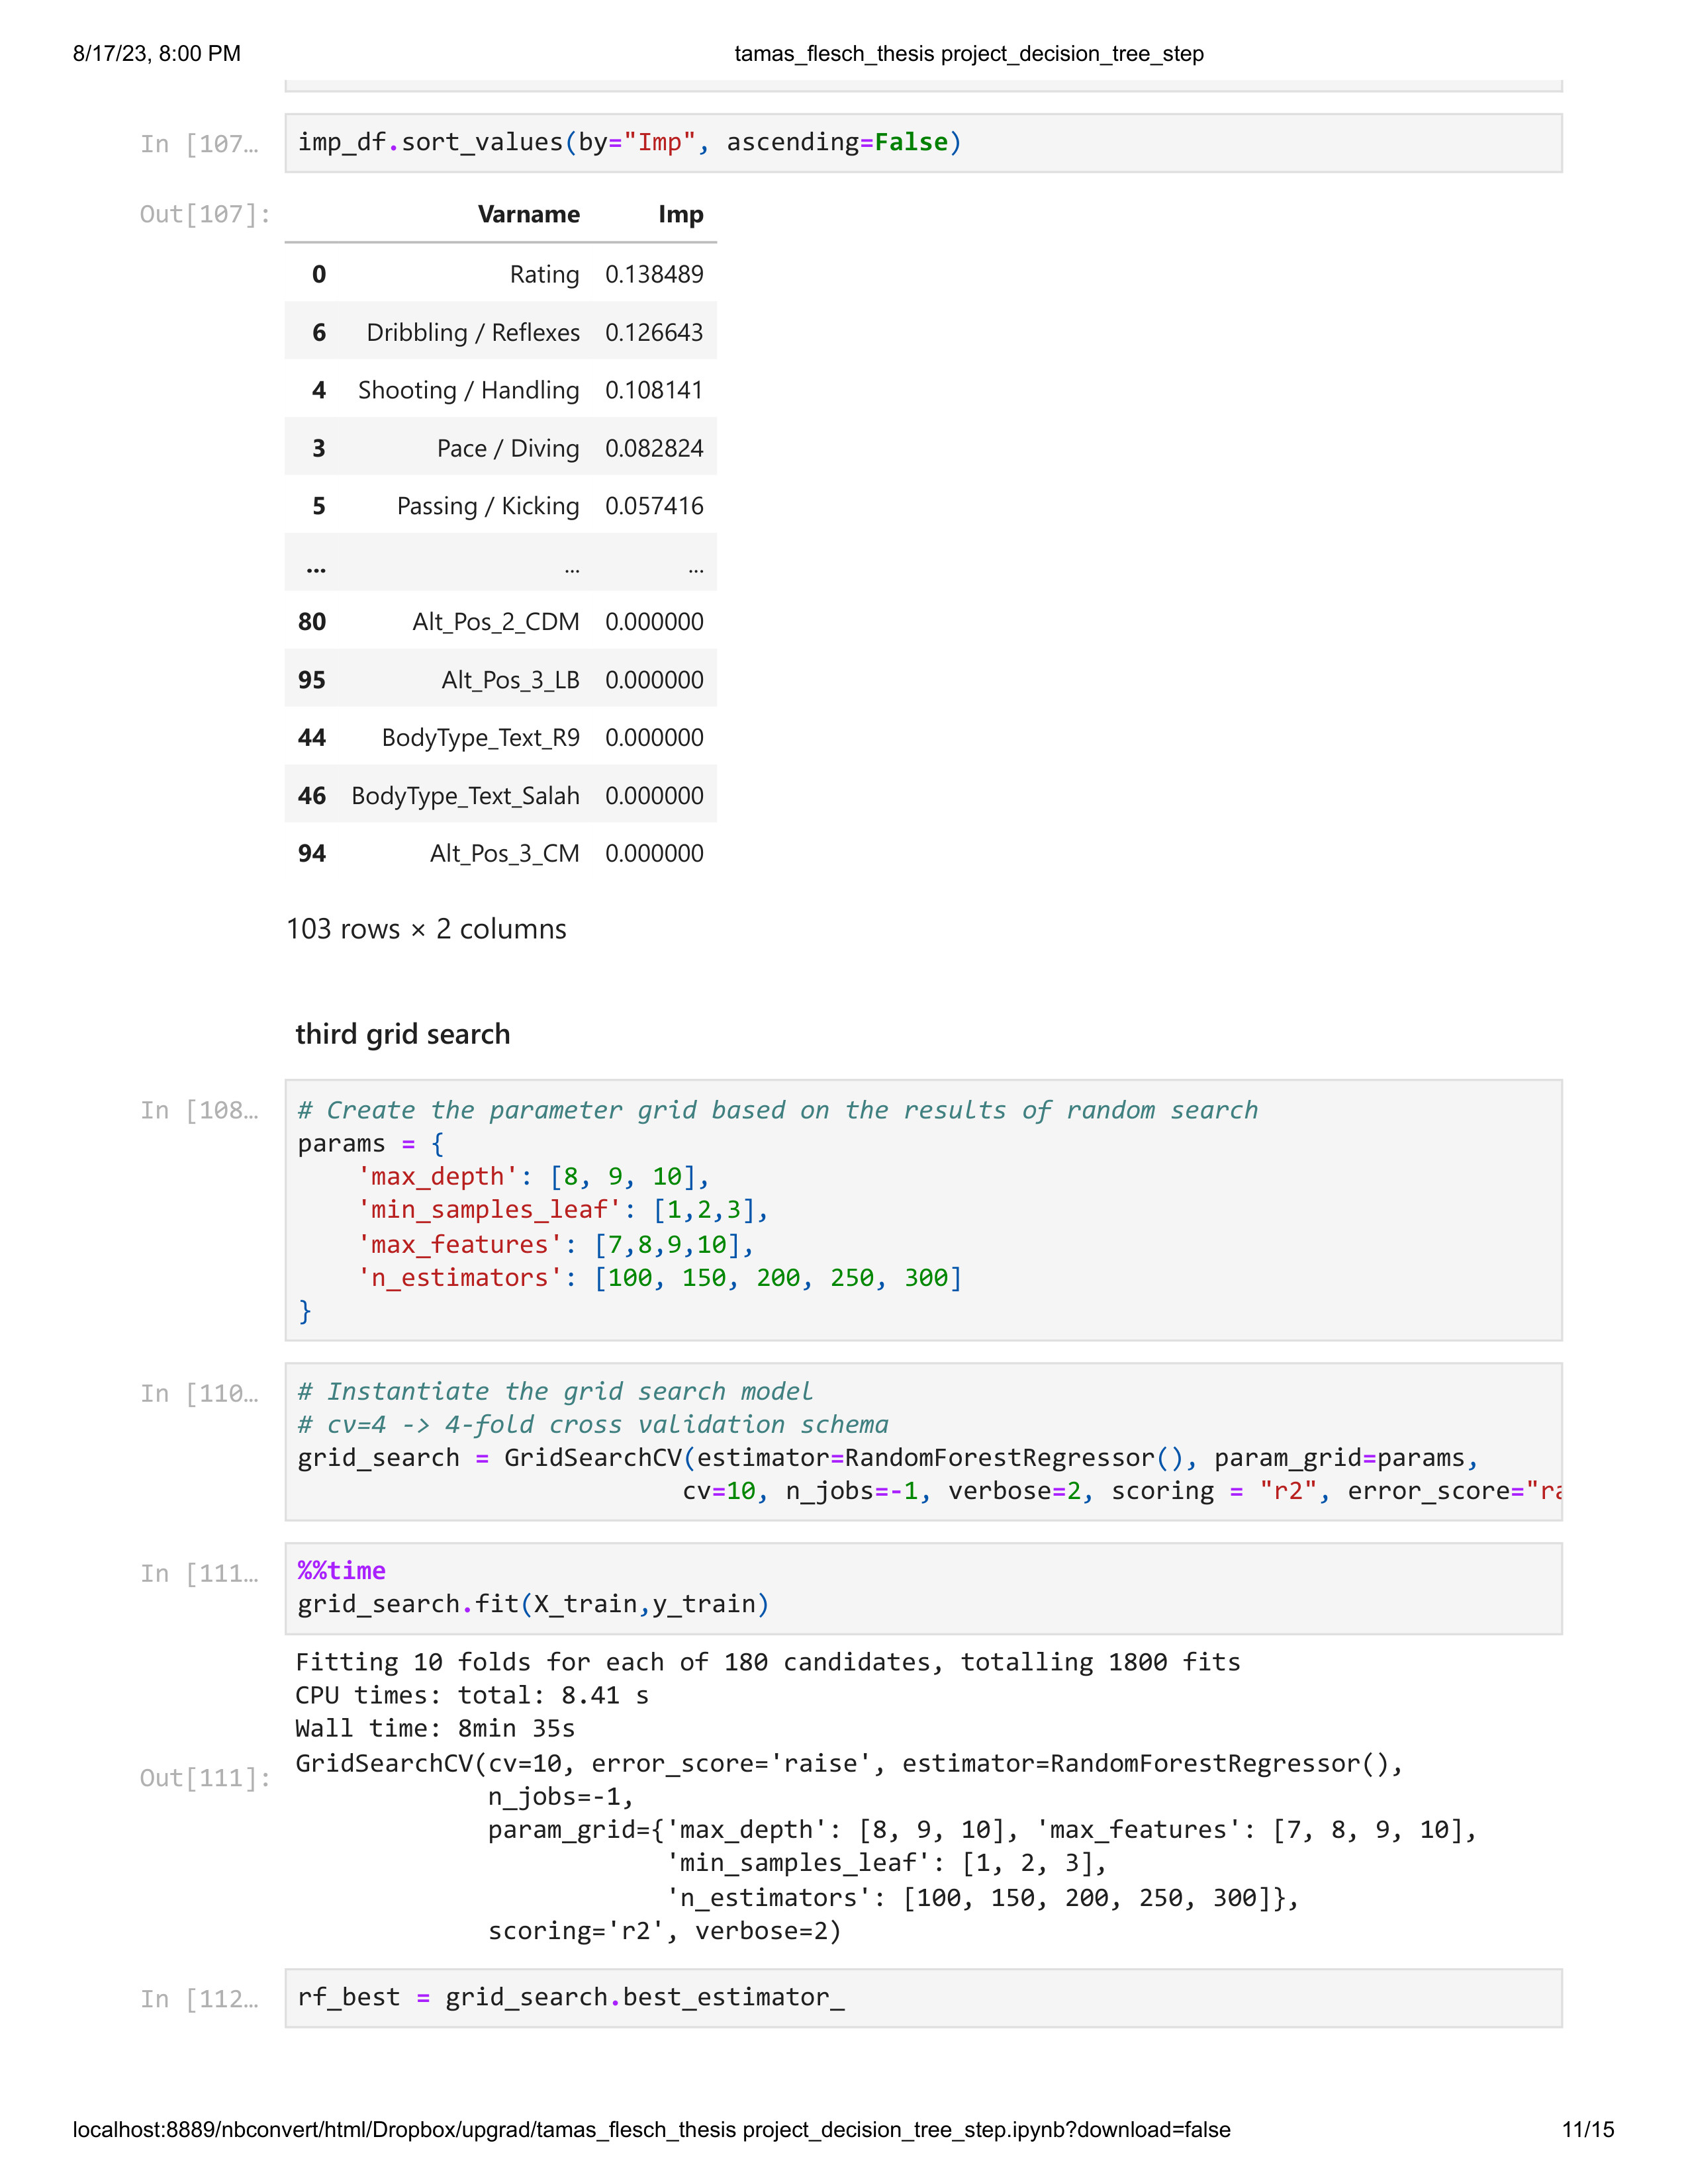 8/17/23, 8:00 PM tamas_flesch_thesis project_decision_tree_step
In [107… imp_df.sort_values(by="Imp", ascending=False)
Out[107]: Varname Imp
0 Rating 0.138489
6 Dribbling / Reflexes 0.126643
4 Shooting / Handling 0.108141
3 Pace / Diving 0.082824
5 Passing / Kicking 0.057416
... ... ...
80 Alt_Pos_2_CDM 0.000000
95 Alt_Pos_3_LB 0.000000
44 BodyType_Text_R9 0.000000
46 BodyType_Text_Salah 0.000000
94 Alt_Pos_3_CM 0.000000
103 rows × 2 columns
third grid search
In [108… # Create the parameter grid based on the results of random search
params = {
'max_depth': [8, 9, 10],
'min_samples_leaf': [1,2,3],
'max_features': [7,8,9,10],
'n_estimators': [100, 150, 200, 250, 300]
}
In [110… # Instantiate the grid search model
# cv=4 -> 4-fold cross validation schema
grid_search = GridSearchCV(estimator=RandomForestRegressor(), param_grid=params,
cv=10, n_jobs=-1, verbose=2, scoring = "r2", error_score="ra
In [111… %%time
grid_search.fit(X_train,y_train)
Fitting 10 folds for each of 180 candidates, totalling 1800 fits
CPU times: total: 8.41 s
Wall time: 8min 35s
Out[111]: GridSearchCV(cv=10, error_score='raise', estimator=RandomForestRegressor(),
n_jobs=-1,
param_grid={'max_depth': [8, 9, 10], 'max_features': [7, 8, 9, 10],
'min_samples_leaf': [1, 2, 3],
'n_estimators': [100, 150, 200, 250, 300]},
scoring='r2', verbose=2)
In [112… rf_best = grid_search.best_estimator_
localhost:8889/nbconvert/html/Dropbox/upgrad/tamas_flesch_thesis project_decision_tree_step.ipynb?download=false 11/15